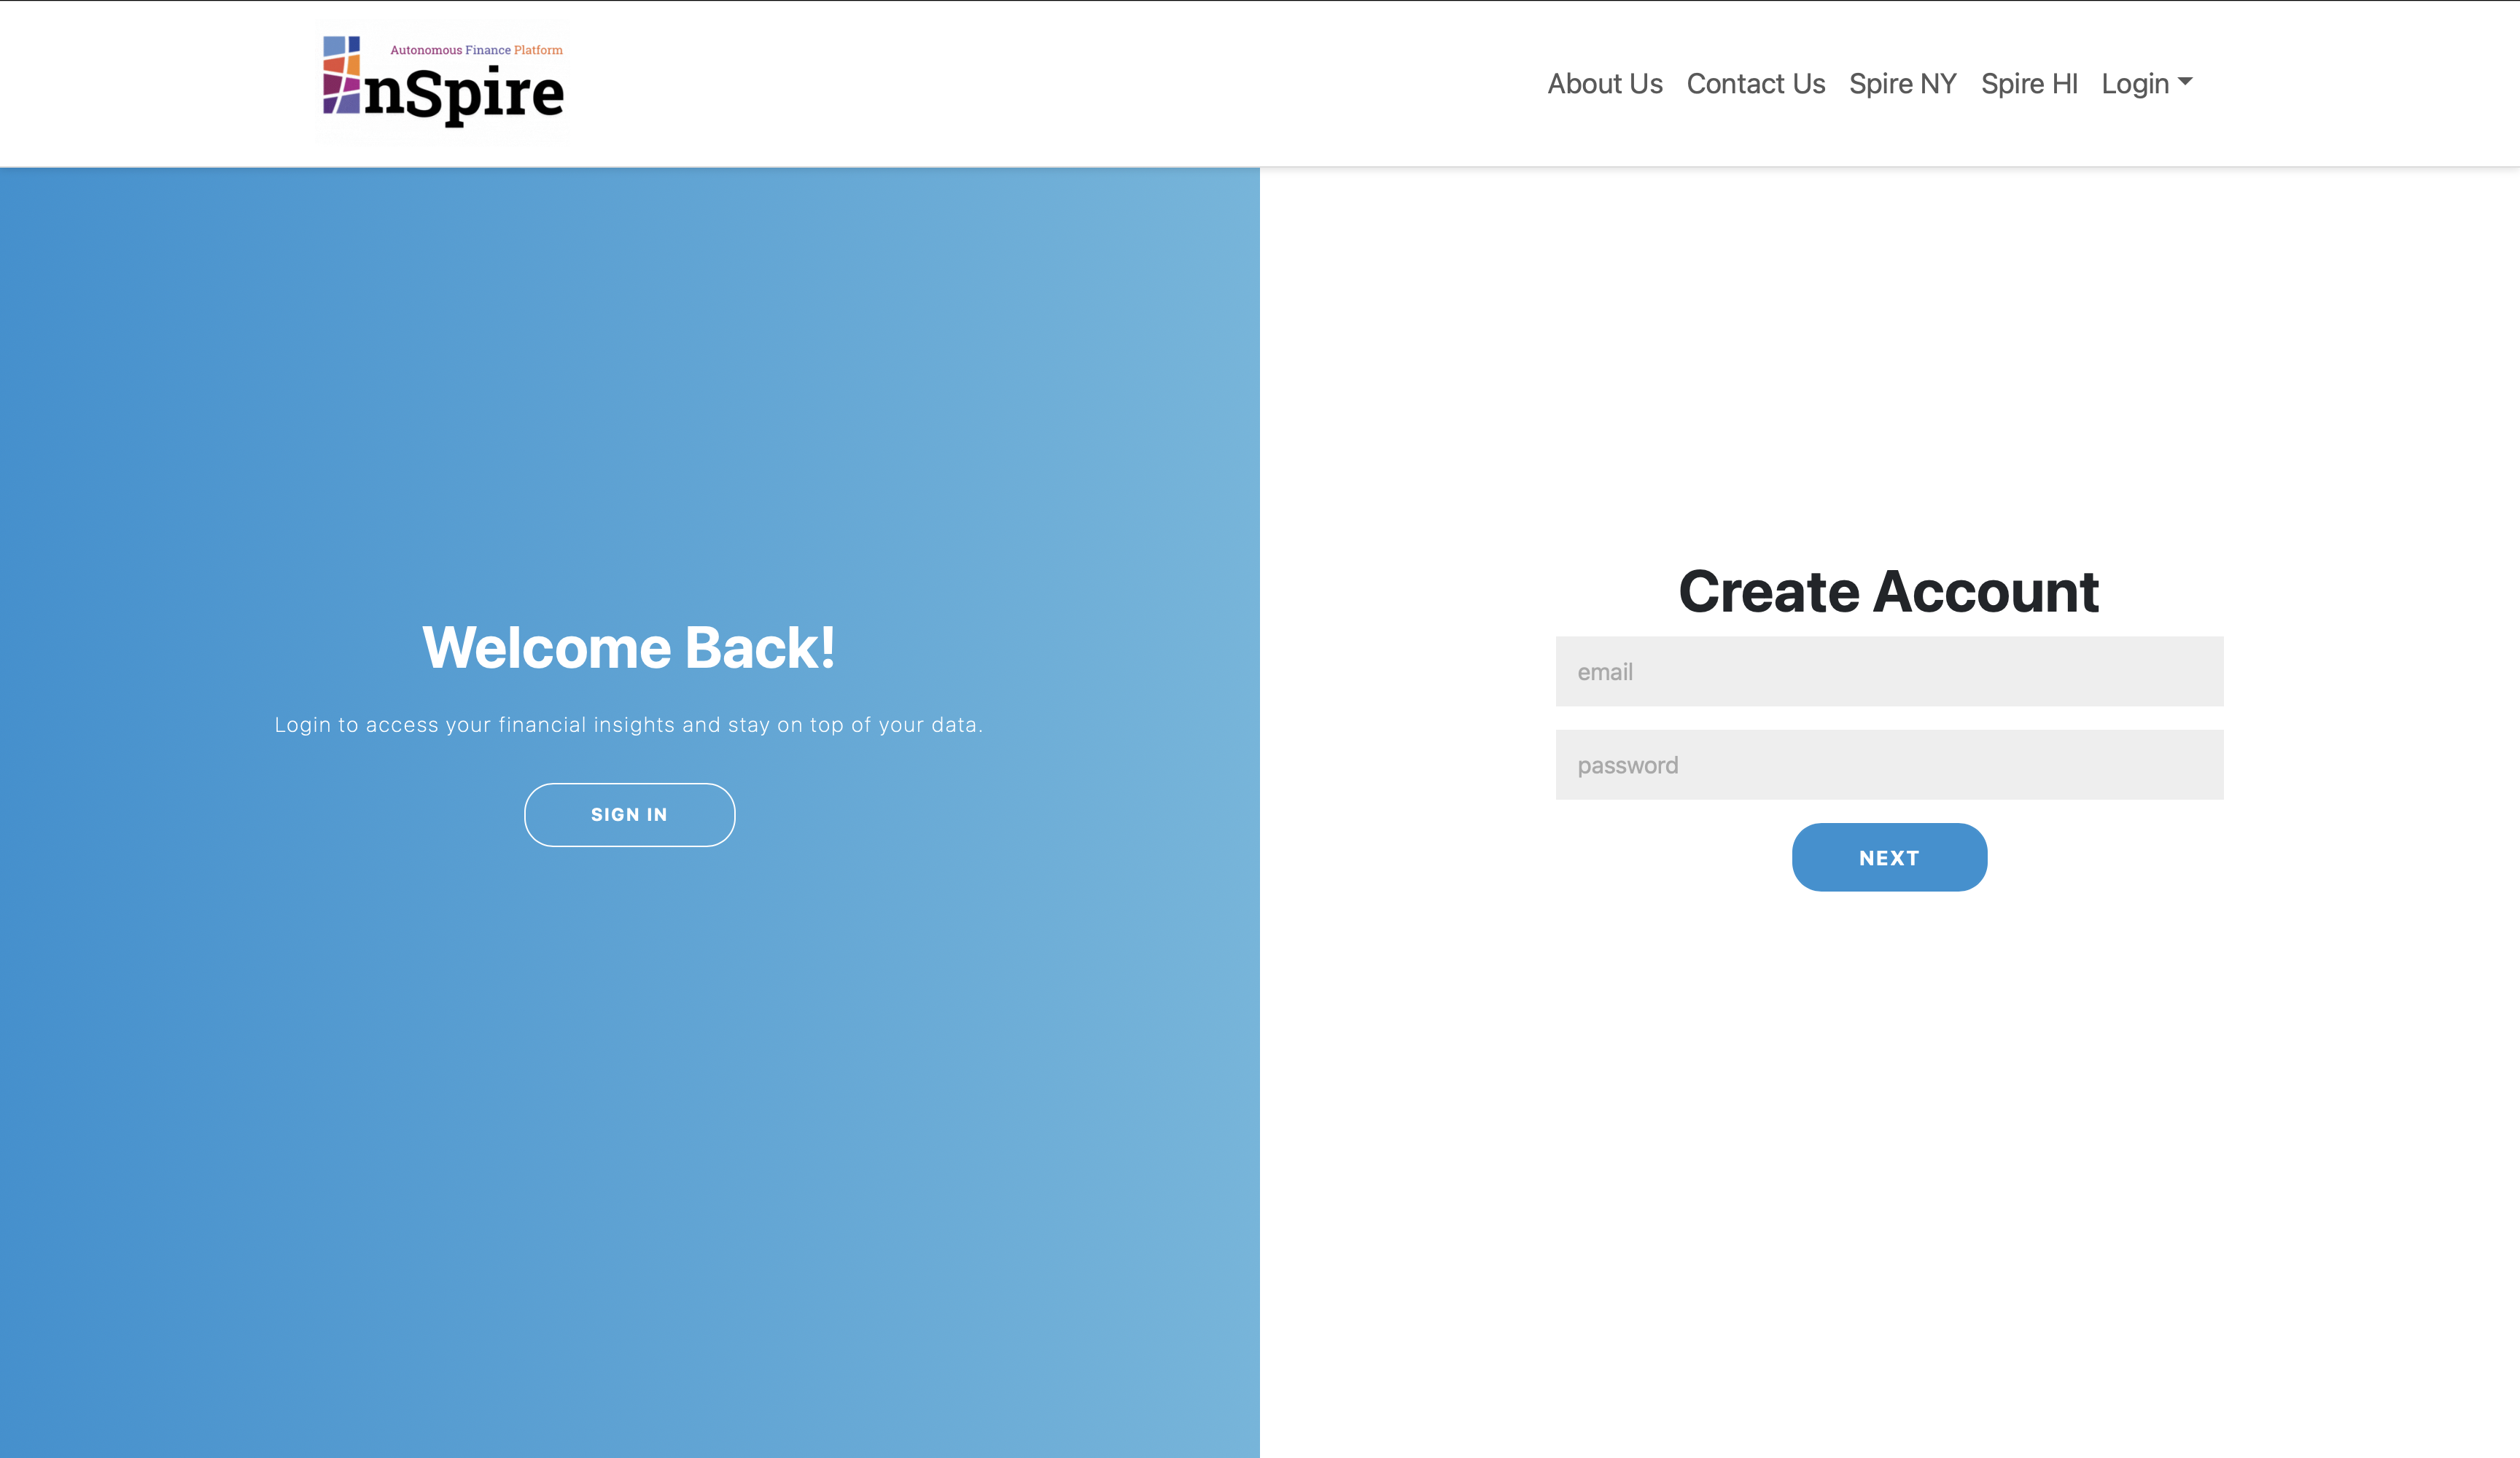 Autonomous Finance Platform
nSpire
About Us Contact Us Spire NY Spire HI Login
Welcome Back!
Login to access your financial insights and stay on top of your data.
SIGN IN
Create Account
email
password
NEXT